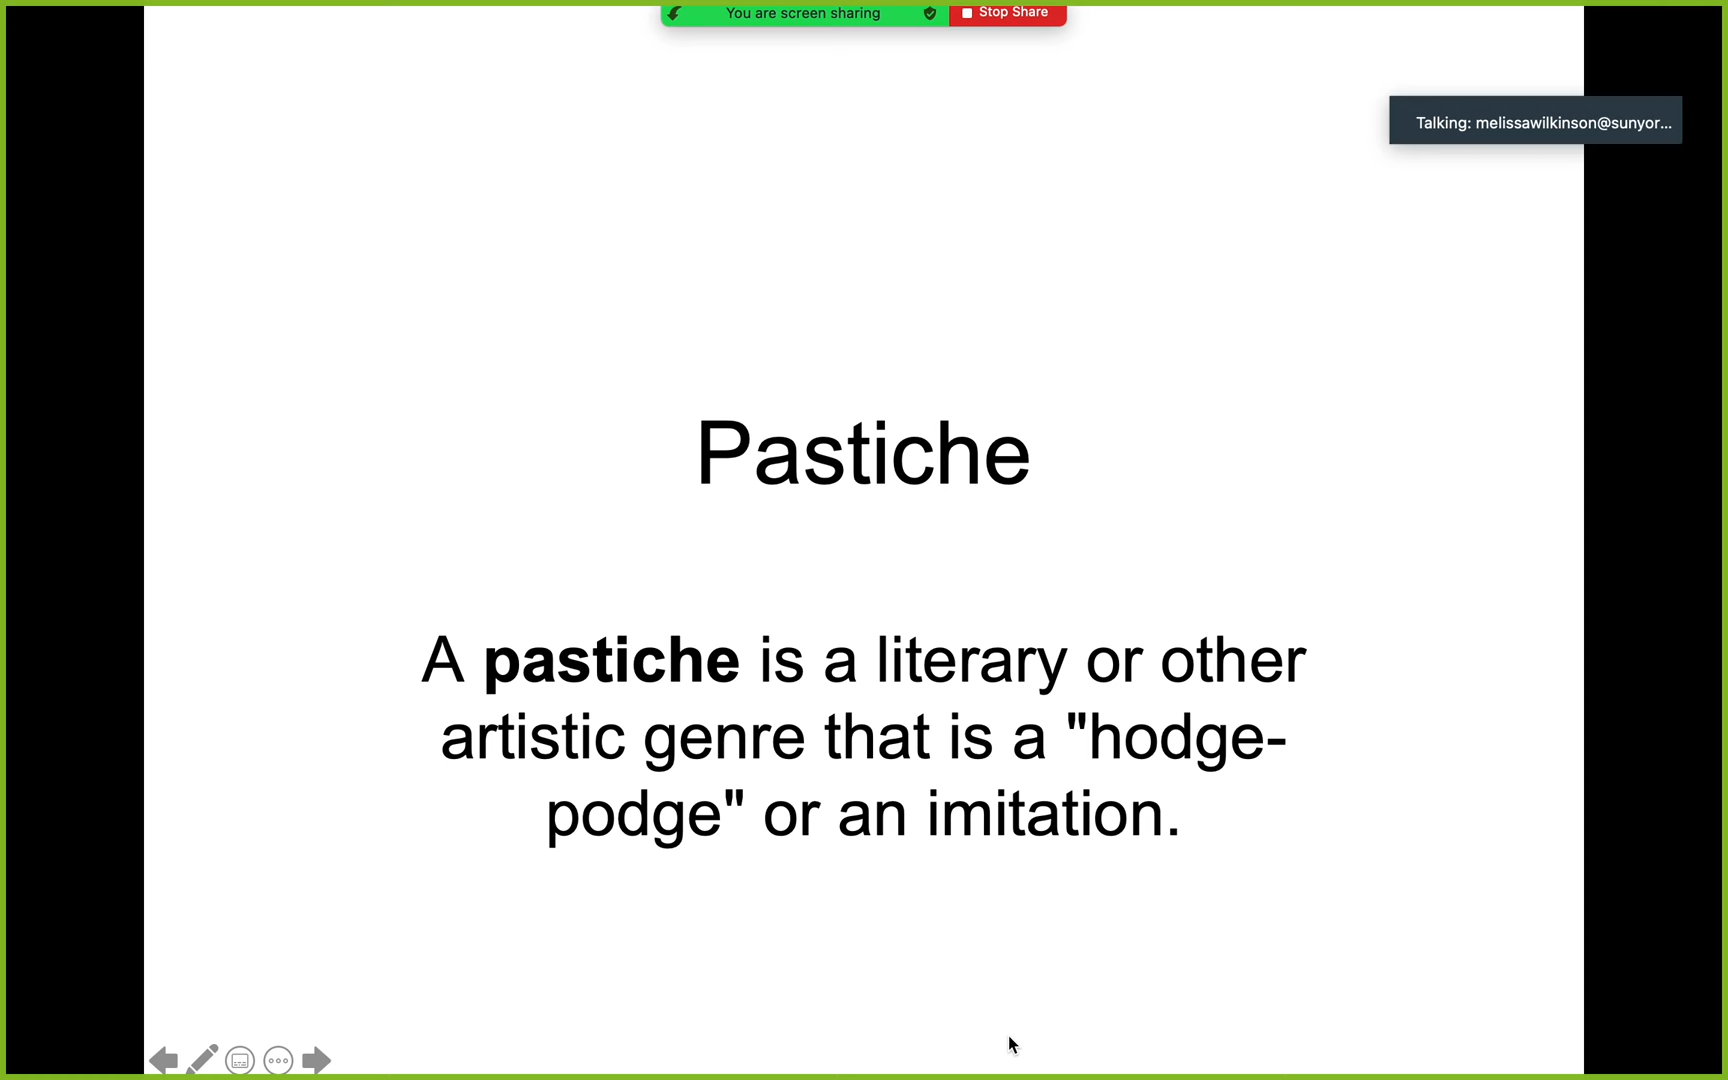 You are screen sharing
Stop Share
Talking: melissawilkinson@sunyor...
Pastiche
A pastiche is a literary or other
artistic genre that is a "hodge-
podge" or an imitation.